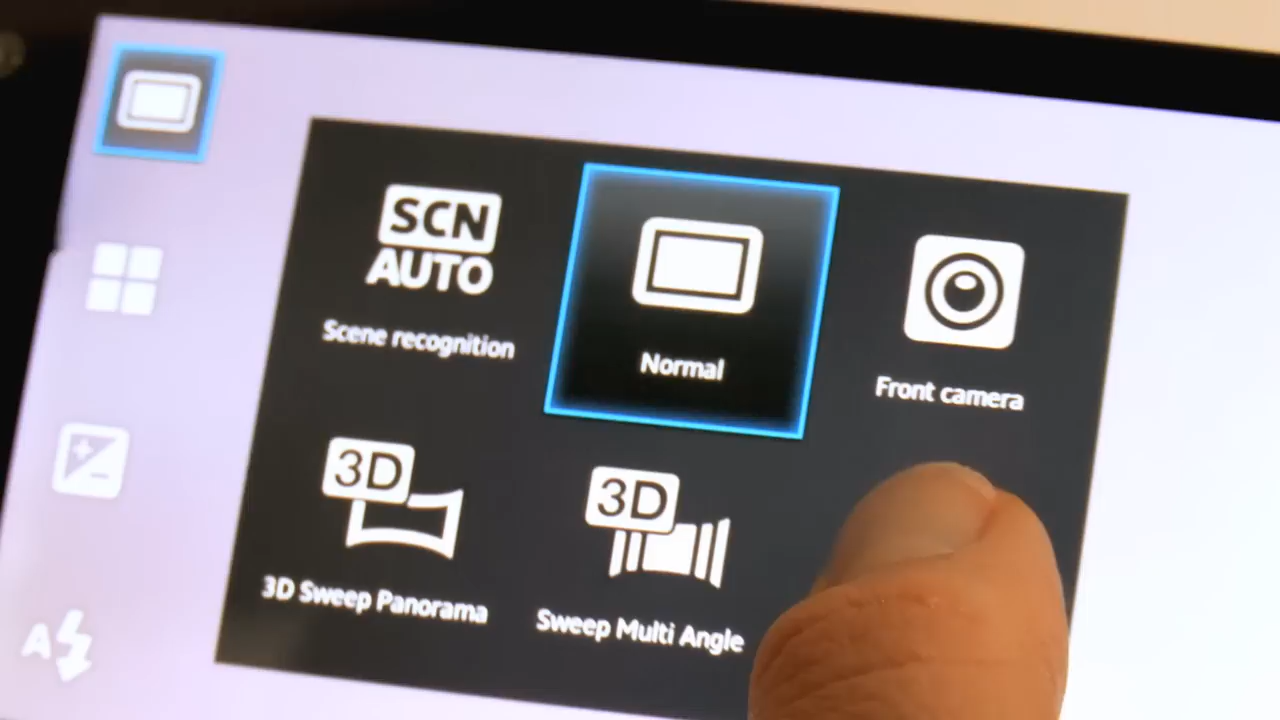 SCN
AUTO
Scene recognition
Normal
Front camera
3D
3D Sweep Panorama
3D
Sweep Multi Angle
A